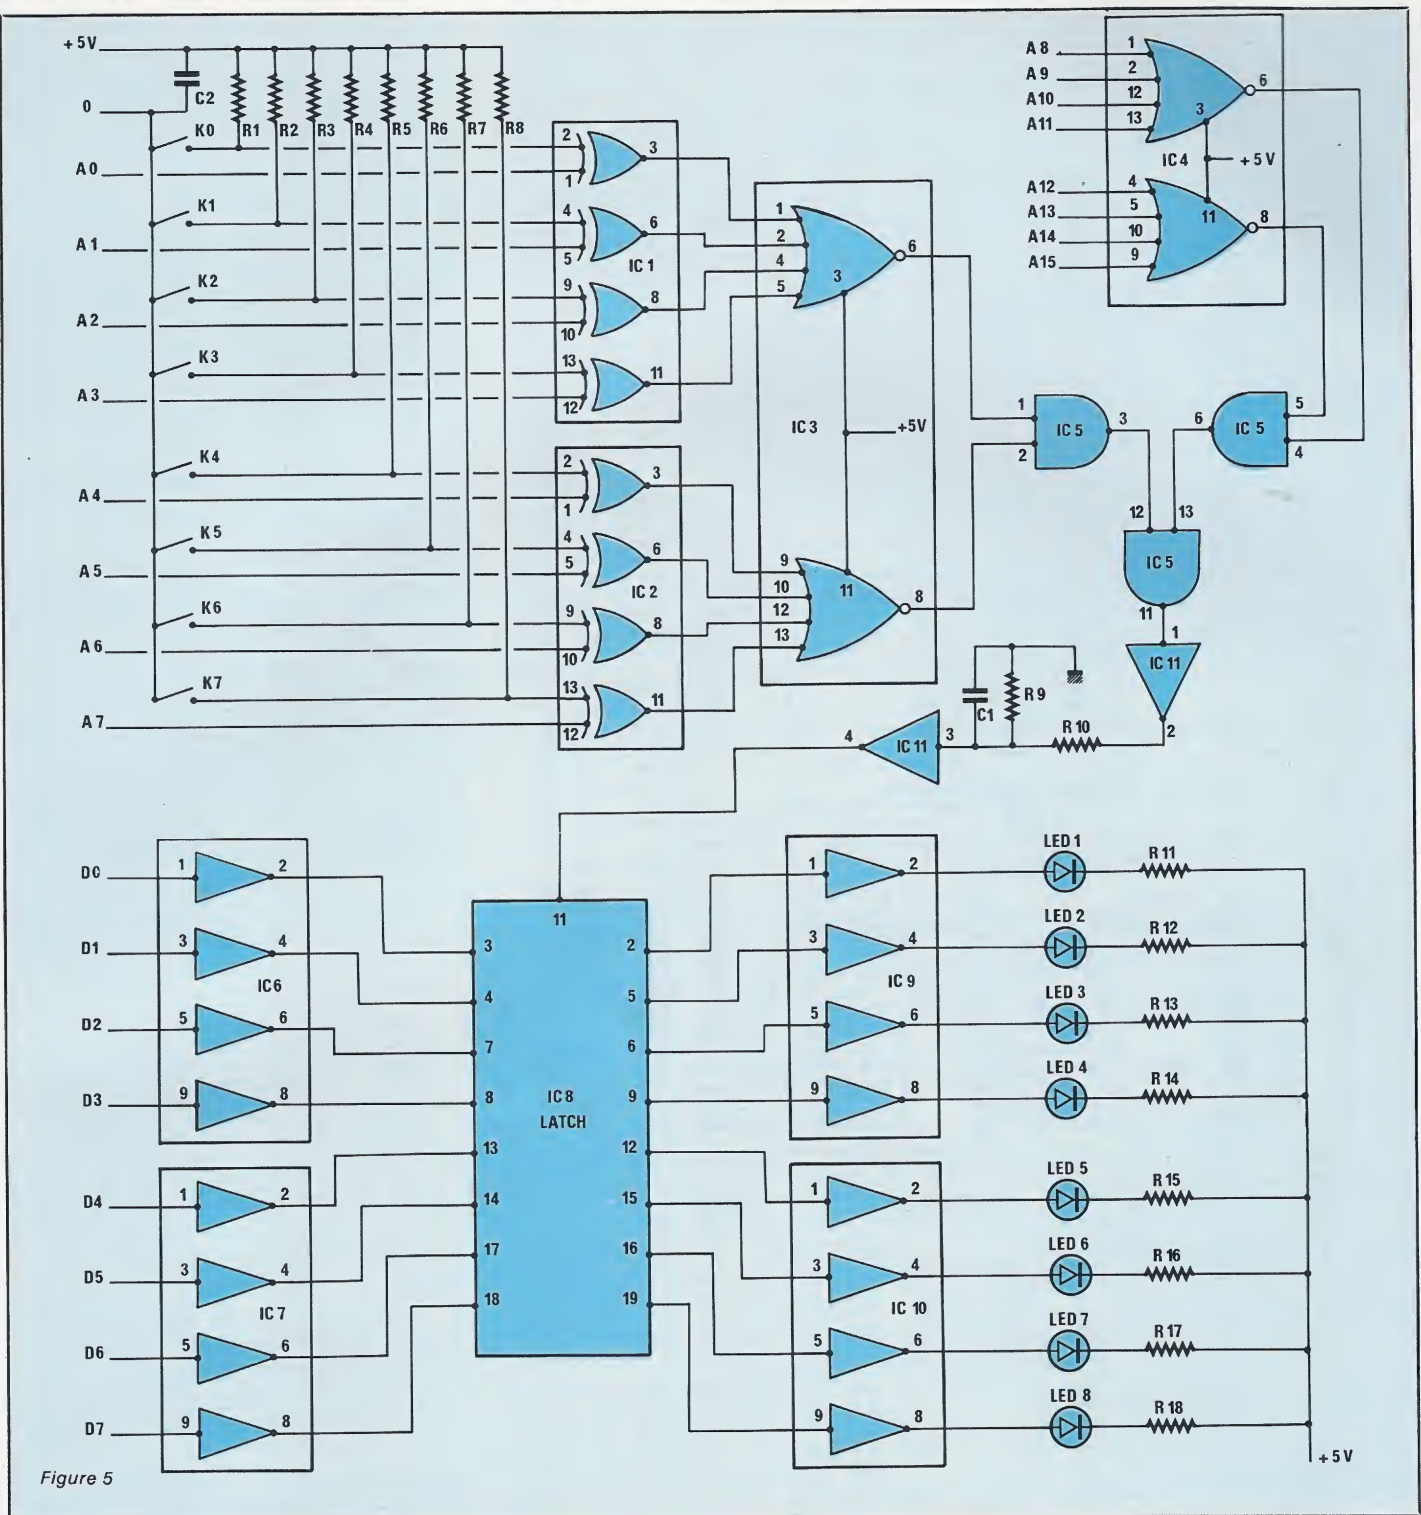 +5V
0
C2
R1 R2 R3 R4 R5 R6 R7 R8
K0
A0
K1
A1
K2
A2
K3
A3
K4
A4
K5
A5
K6
A6
K7
A7
2
1
3
4
5
6
IC 1
9
10
8
13
12
11
2
1
3
4
5
6
IC 2
9
10
8
13
12
11
1
2
4
5
3
6
IC 3
+5V
9
10
12
13
11
8
A8
A9
A10
A11
1
2
12
13
3
6
IC 4
+5V
A12
A13
A14
A15
4
5
10
9
11
8
1
2
IC 5
3
6
IC 5
5
4
12
13
IC 5
11
1
IC 11
2
R10
R9
C1
3
IC 11
4
D0
D1
D2
D3
1
2
3
4
IC6
5
6
9
8
D4
D5
D6
D7
1
2
3
4
IC 7
5
6
9
8
11
3
4
7
8
13
14
17
18
IC 8
LATCH
2
5
6
9
12
15
16
19
1
2
3
4
IC 9
5
6
9
8
1
2
3
4
IC 10
5
6
9
8
LED 1
R 11
LED 2
R 12
LED 3
R 13
LED 4
R 14
LED 5
R 15
LED 6
R 16
LED 7
R 17
LED 8
R 18
+5V
Figure 5